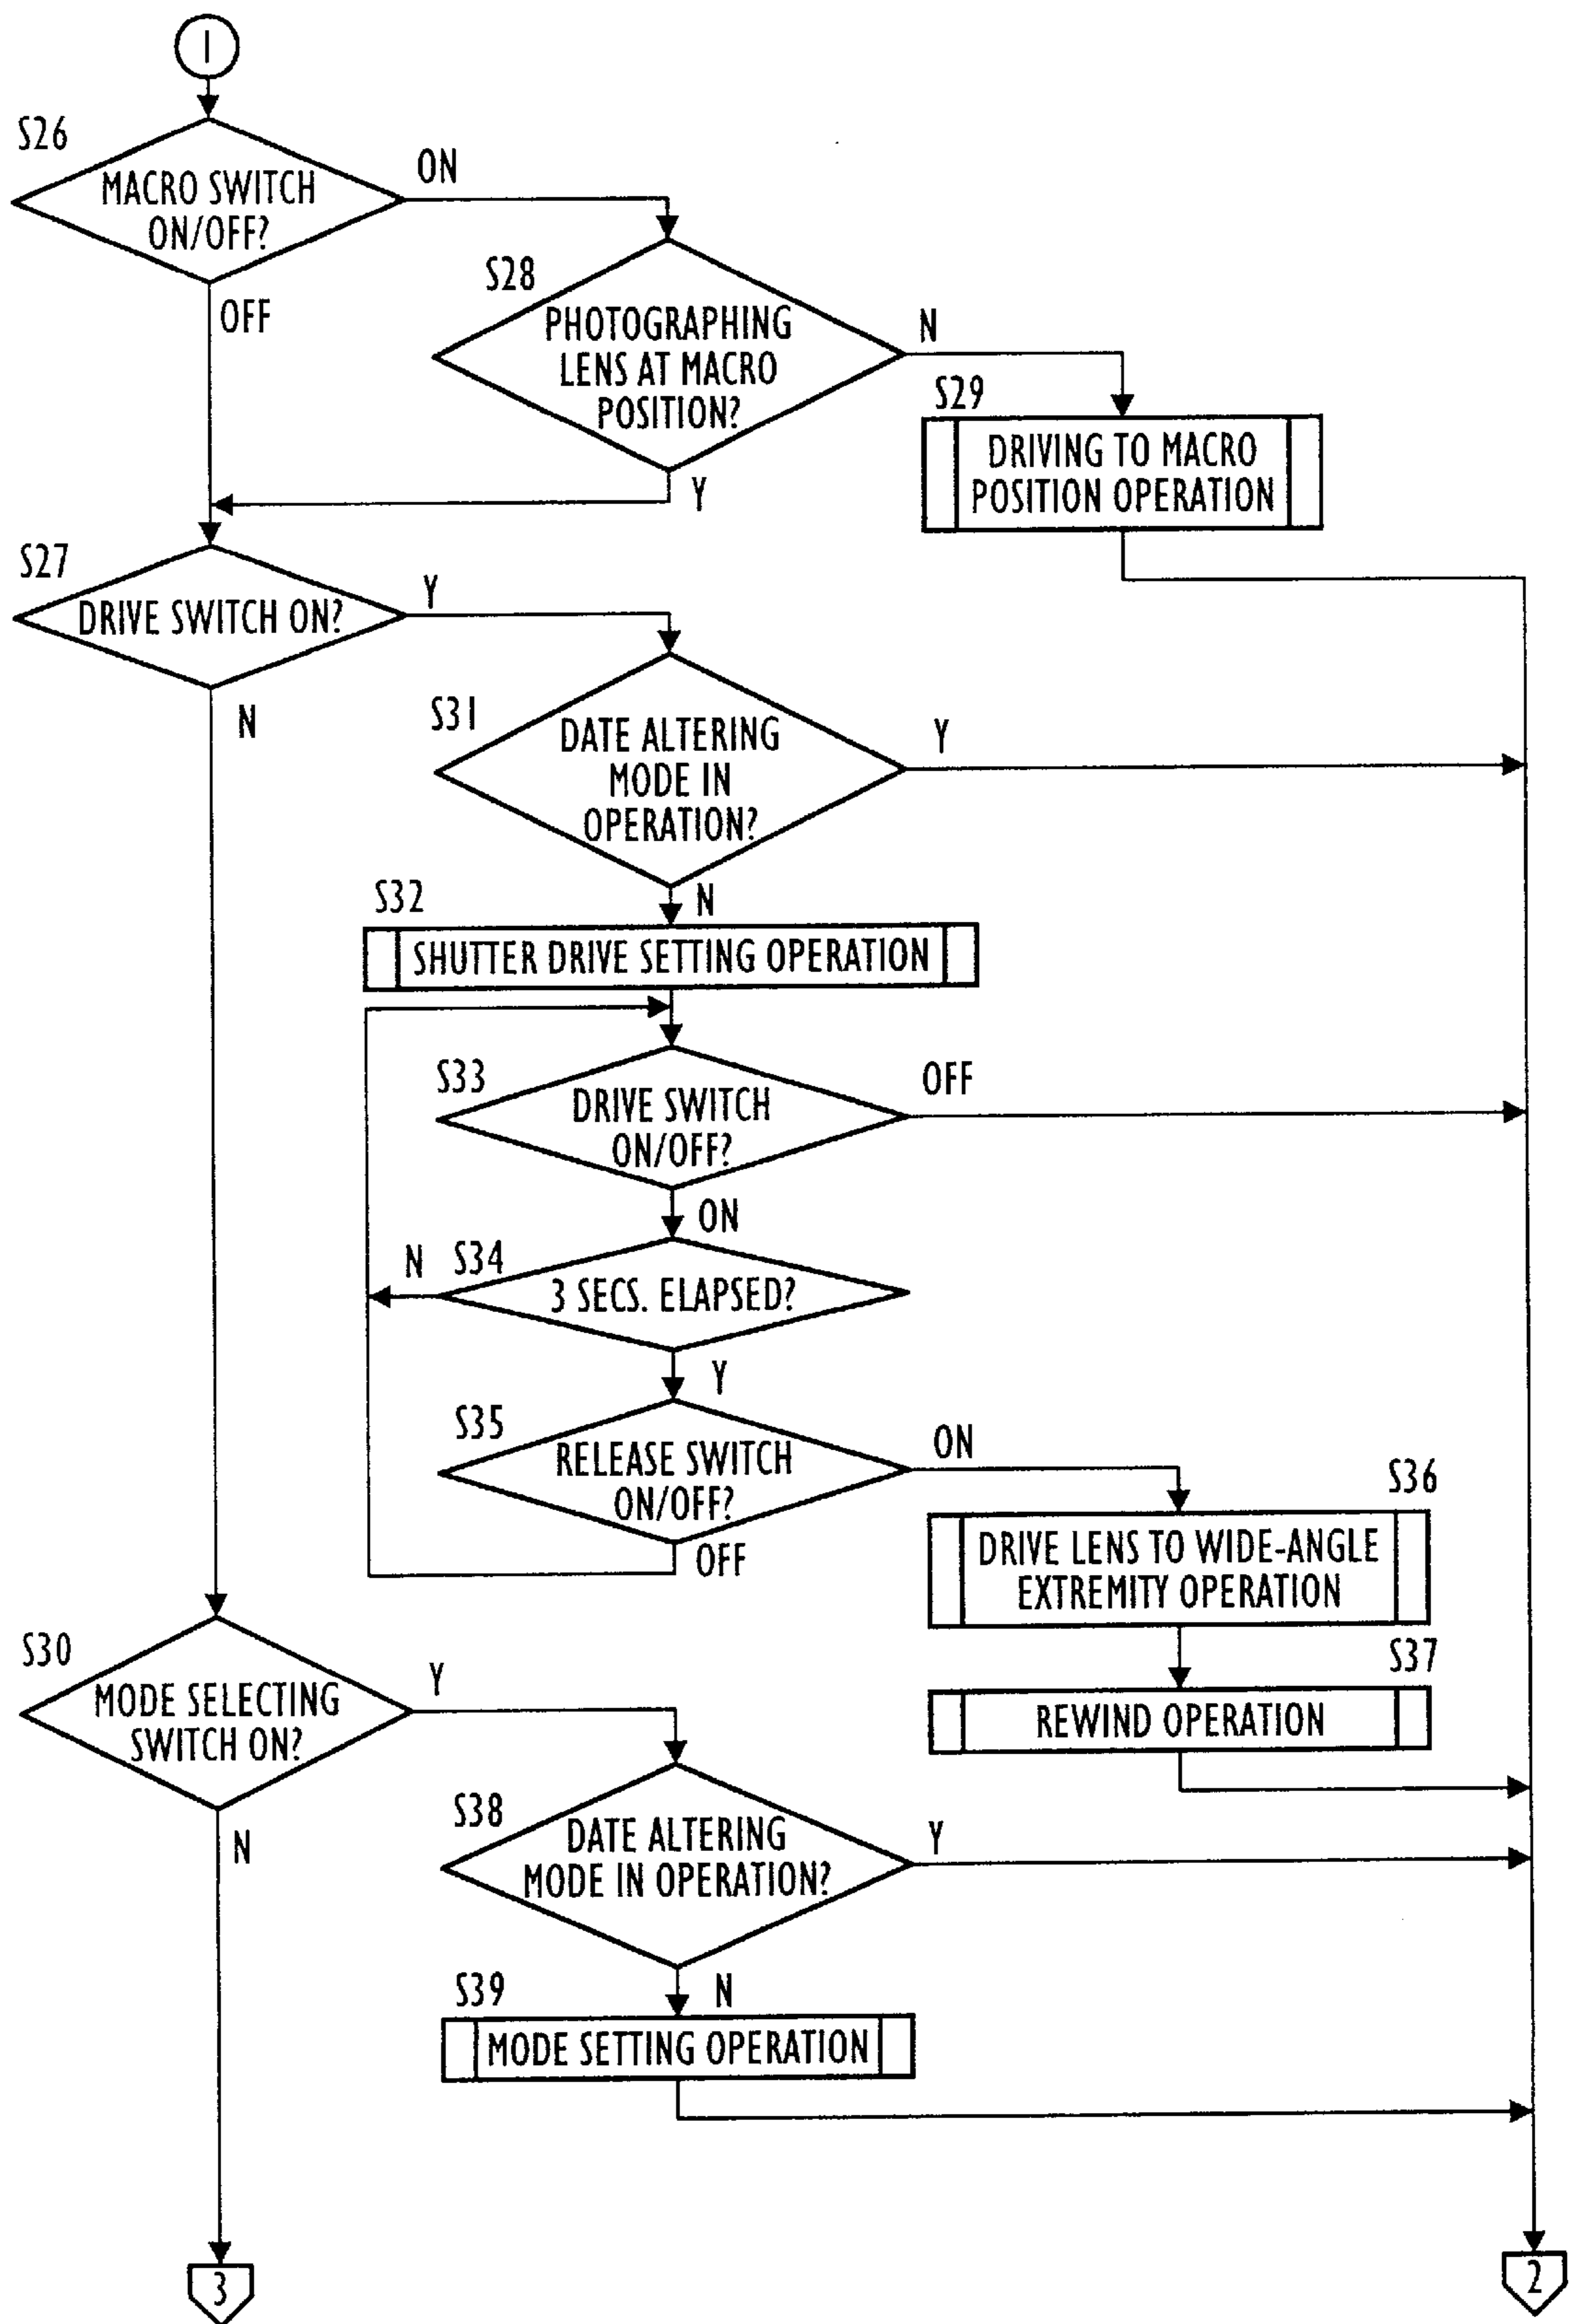 1
S26
MACRO SWITCH
ON/OFF?
ON
OFF
S28
PHOTOGRAPHING
LENS AT MACRO
POSITION?
N
Y
S29
DRIVING TO MACRO
POSITION OPERATION
S27
DRIVE SWITCH ON?
Y
N
S31
DATE ALTERING
MODE IN
OPERATION?
Y
N
S32
SHUTTER DRIVE SETTING OPERATION
S33
DRIVE SWITCH
ON/OFF?
OFF
ON
S34
3 SECS. ELAPSED?
N
Y
S35
RELEASE SWITCH
ON/OFF?
ON
OFF
S36
DRIVE LENS TO WIDE-ANGLE
EXTREMITY OPERATION
S37
REWIND OPERATION
S30
MODE SELECTING
SWITCH ON?
Y
N
S38
DATE ALTERING
MODE IN OPERATION?
Y
N
S39
MODE SETTING OPERATION
3
2